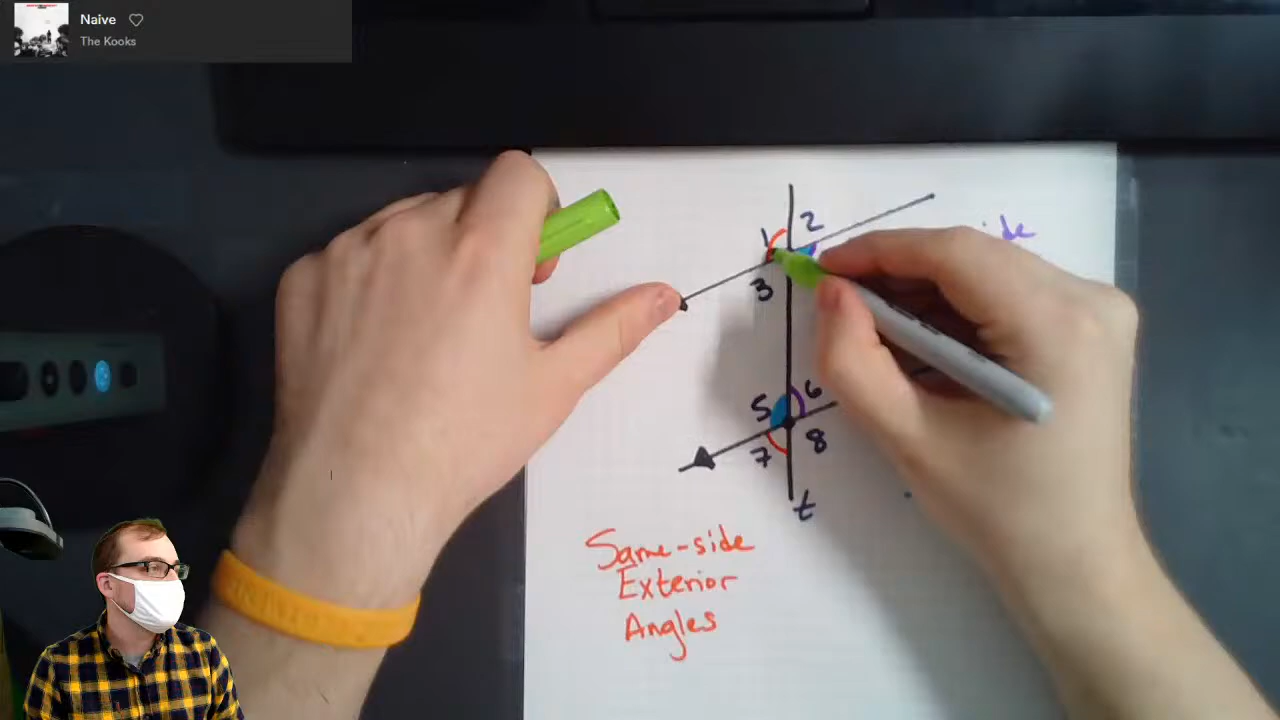 Naive
The Kooks
1
2
3
5
6
7
8
t
Same-side
Exterior
Angles